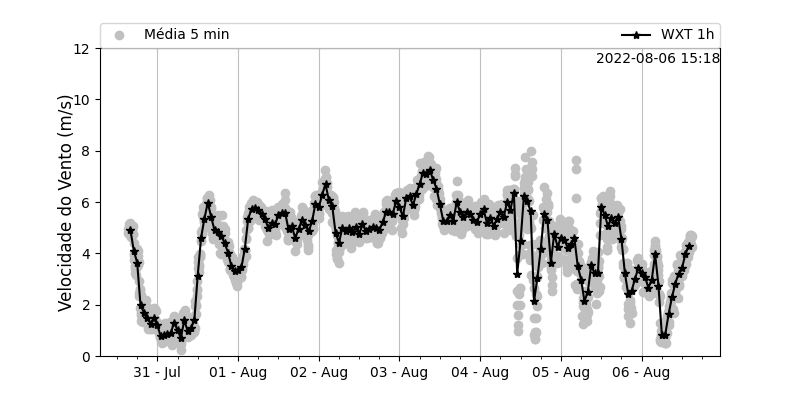 Média 5 min
WXT 1h
2022-08-06 15:18
Velocidade do Vento (m/s)
12
10
8
6
4
2
0
31 - Jul
01 - Aug
02 - Aug
03 - Aug
04 - Aug
05 - Aug
06 - Aug